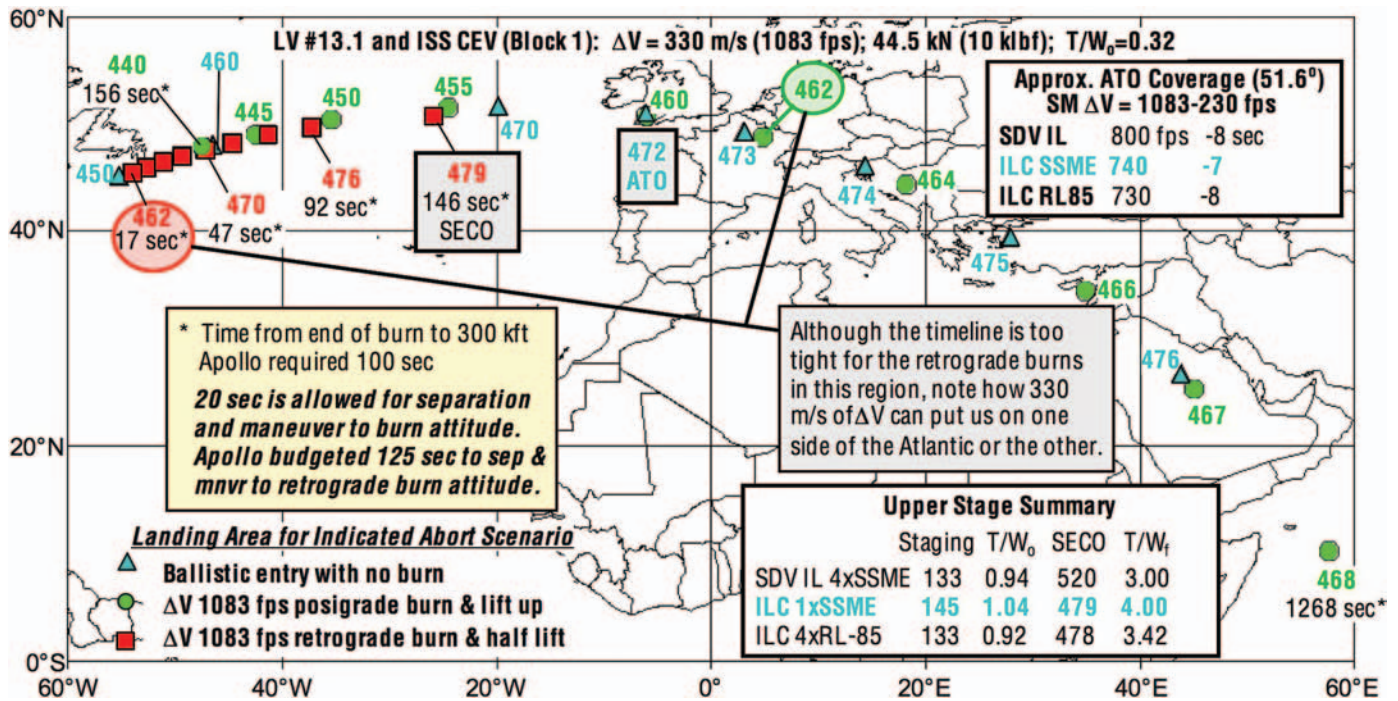 60°N
LV #13.1 and ISS CEV (Block 1): ΔV = 330 m/s (1083 fps); 44.5 kN (10 klbf); T/Wo=0.32
440
460
156 sec*
445
450
455
470
460
462
450
462
17 sec*
470
47 sec*
476
92 sec*
479
146 sec*
SECO
472
ATO
473
474
464
475
466
476
467
468
1268 sec*
Approx. ATO Coverage (51.6°)
SM ΔV = 1083-230 fps
SDV IL 800 fps -8 sec
ILC SSME 740 -7
ILC RL85 730 -8
40°N
* Time from end of burn to 300 kft
Apollo required 100 sec
20 sec is allowed for separation
and maneuver to burn attitude.
Apollo budgeted 125 sec to sep &
mnvr to retrograde burn attitude.
Although the timeline is too
tight for the retrograde burns
in this region, note how 330
m/s of ΔV can put us on one
side of the Atlantic or the other.
20°N
Landing Area for Indicated Abort Scenario
Ballistic entry with no burn
ΔV 1083 fps posigrade burn & lift up
ΔV 1083 fps retrograde burn & half lift
Upper Stage Summary
Staging T/Wo SECO T/Wf
SDV IL 4xSSME 133 0.94 520 3.00
ILC 1xSSME 145 1.04 479 4.00
ILC 4xRL-85 133 0.92 478 3.42
0°S
60°W 40°W 20°W 0° 20°E 40°E 60°E